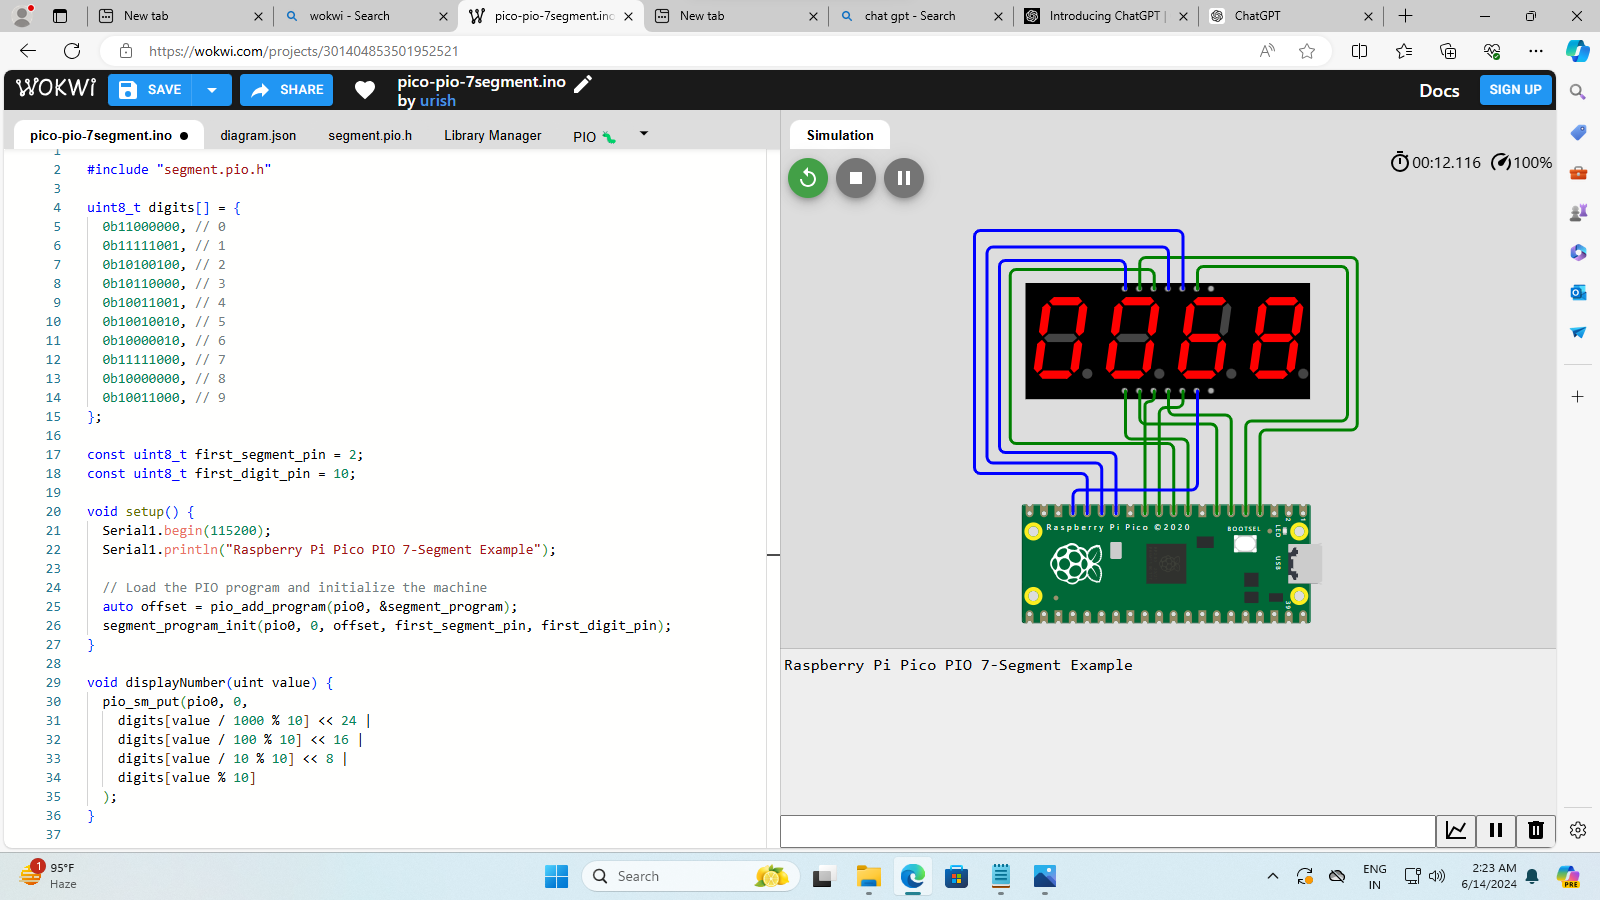 New tab
wokwi - Search
pico-pio-7segment.inc
New tab
chat gpt - Search
Introducing ChatGPT |
ChatGPT
https://wokwi.com/projects/301404853501952521
WOKWI
SAVE
SHARE
pico-pio-7segment.ino
by urish
Docs
SIGN UP
pico-pio-7segment.ino
diagram.json
segment.pio.h
Library Manager
PIO
Simulation
00:12.116
100%
1
2 #include "segment.pio.h"
3
4 uint8_t digits[] = {
5 0b11000000, // 0
6 0b11111001, // 1
7 0b10100100, // 2
8 0b10110000, // 3
9 0b10011001, // 4
10 0b10010010, // 5
11 0b10000010, // 6
12 0b11111000, // 7
13 0b10000000, // 8
14 0b10011000, // 9
15 };
16
17 const uint8_t first_segment_pin = 2;
18 const uint8_t first_digit_pin = 10;
19
20 void setup() {
21 Serial1.begin(115200);
22 Serial1.println("Raspberry Pi Pico PIO 7-Segment Example");
23
24 // Load the PIO program and initialize the machine
25 auto offset = pio_add_program(pio0, &segment_program);
26 segment_program_init(pio0, 0, offset, first_segment_pin, first_digit_pin);
27 }
28
29 void displayNumber(uint value) {
30 pio_sm_put(pio0, 0,
31 digits[value / 1000 % 10] << 24 |
32 digits[value / 100 % 10] << 16 |
33 digits[value / 10 % 10] << 8 |
34 digits[value % 10]
35 );
36 }
37
0068
Raspberry Pi Pico ©2020
BOOTSEL
LED
USB
2
1
39
Raspberry Pi Pico PIO 7-Segment Example
1
95°F
Haze
Search
ENG
IN
2:23 AM
6/14/2024
PRE